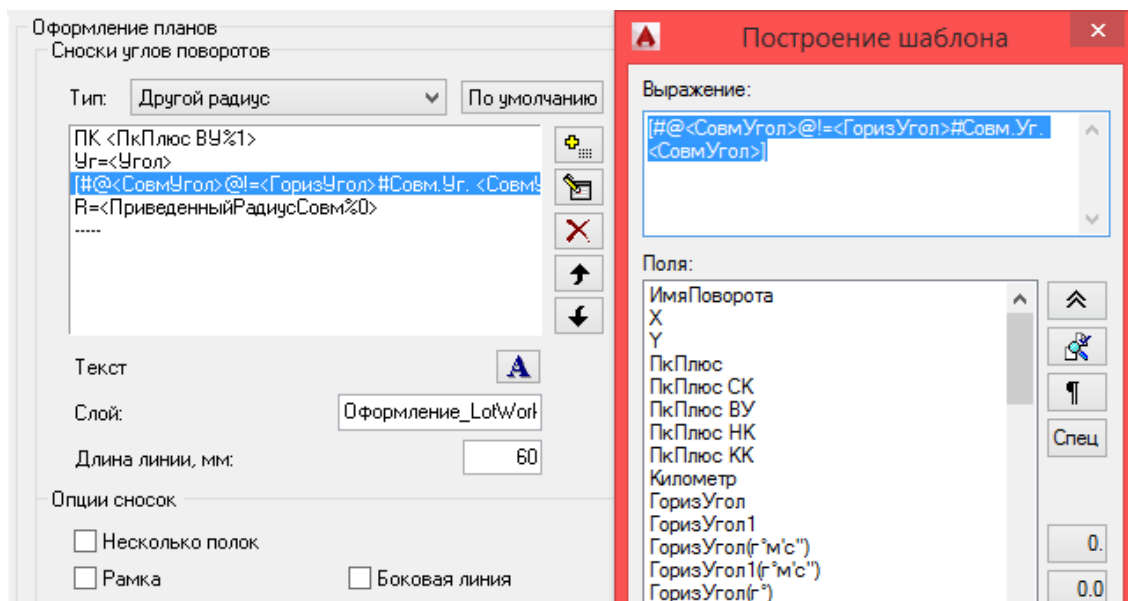 Оформление планов
Сноски углов поворотов
Тип: Другой радиус По умолчанию
ПК <ПкПлюс ВУ%1>
Уг=<Угол>
[#@<СовмУгол>@!=<ГоризУгол>#Совм.Уг. <СовмУ
R=<ПриведенныйРадиусСовм%0>
-----
Текст A
Слой: Оформление_LotWor
Длина линии, мм: 60
Опции сносок
Несколько полок
Рамка Боковая линия
Построение шаблона
Выражение:
[#@<СовмУгол>@!=<ГоризУгол>#Совм.Уг.
<СовмУгол>]
Поля:
ИмяПоворота
X
Y
ПкПлюс
ПкПлюс СК
ПкПлюс ВУ
ПкПлюс НК
ПкПлюс КК
Километр
ГоризУгол
ГоризУгол1
ГоризУгол(г°м'с")
ГоризУгол1(г°м'с")
ГоризУгол(г°)
¶
Спец
0.
0.0